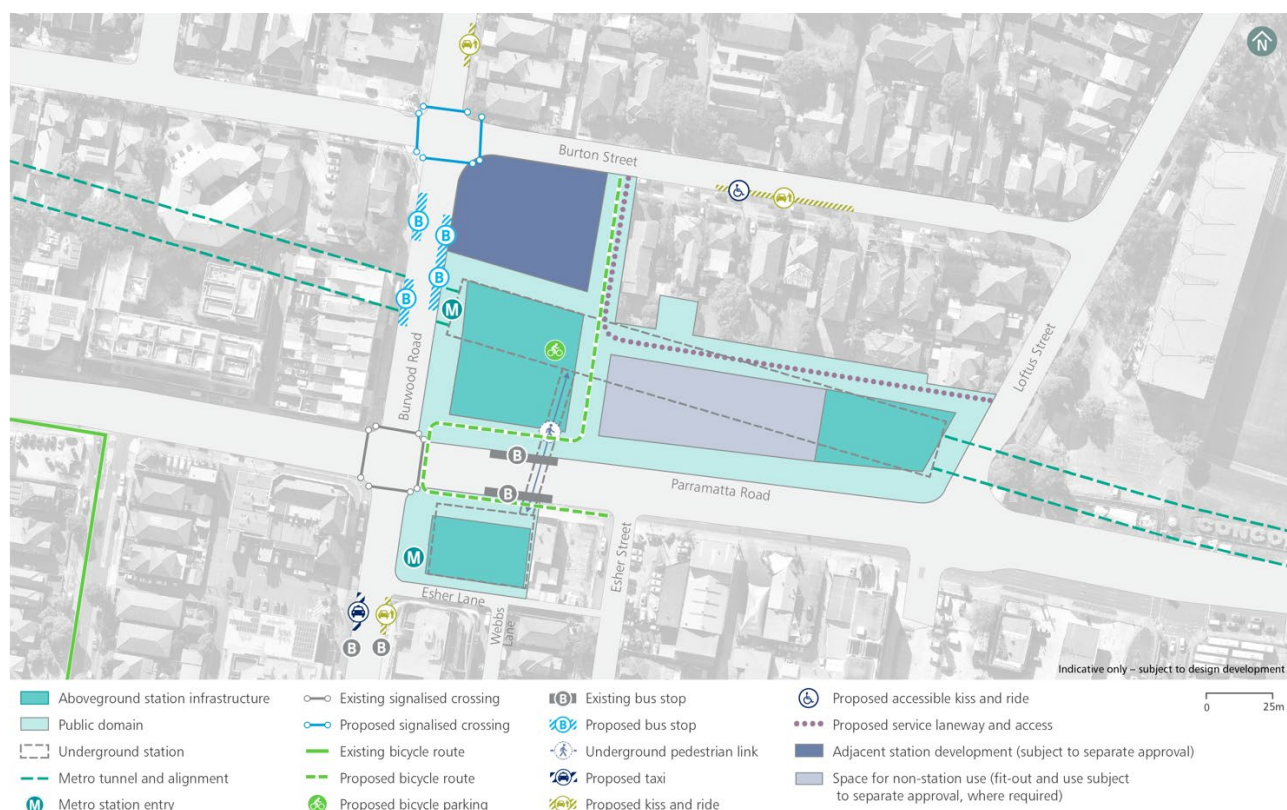 N
Burton Street
B
B
B
B
M
Burwood Road
Loftus Street
B
B
Parramatta Road
CONCO
M
Esher Street
Esher Lane
Webbs
Lane
B
B
Indicative only – subject to design development
Aboveground station infrastructure
Public domain
Underground station
Metro tunnel and alignment
M Metro station entry
Existing signalised crossing
Proposed signalised crossing
Existing bicycle route
Proposed bicycle route
Proposed bicycle parking
B Existing bus stop
B Proposed bus stop
Underground pedestrian link
Proposed taxi
Proposed kiss and ride
Proposed accessible kiss and ride
Proposed service laneway and access
Adjacent station development (subject to separate approval)
Space for non-station use (fit-out and use subject
to separate approval, where required)
0 25m